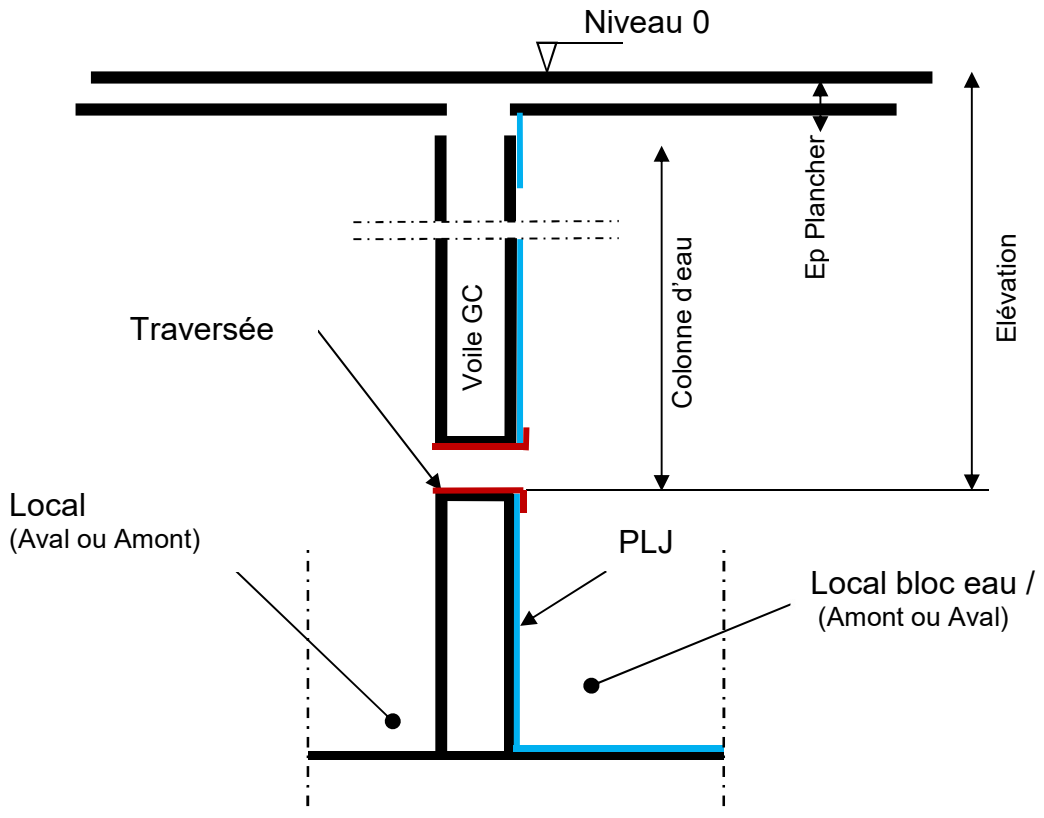 Niveau 0
Ep Plancher
Elévation
Colonne d'eau
Voile GC
Traversée
Local
(Aval ou Amont)
PLJ
Local bloc eau /
(Amont ou Aval)